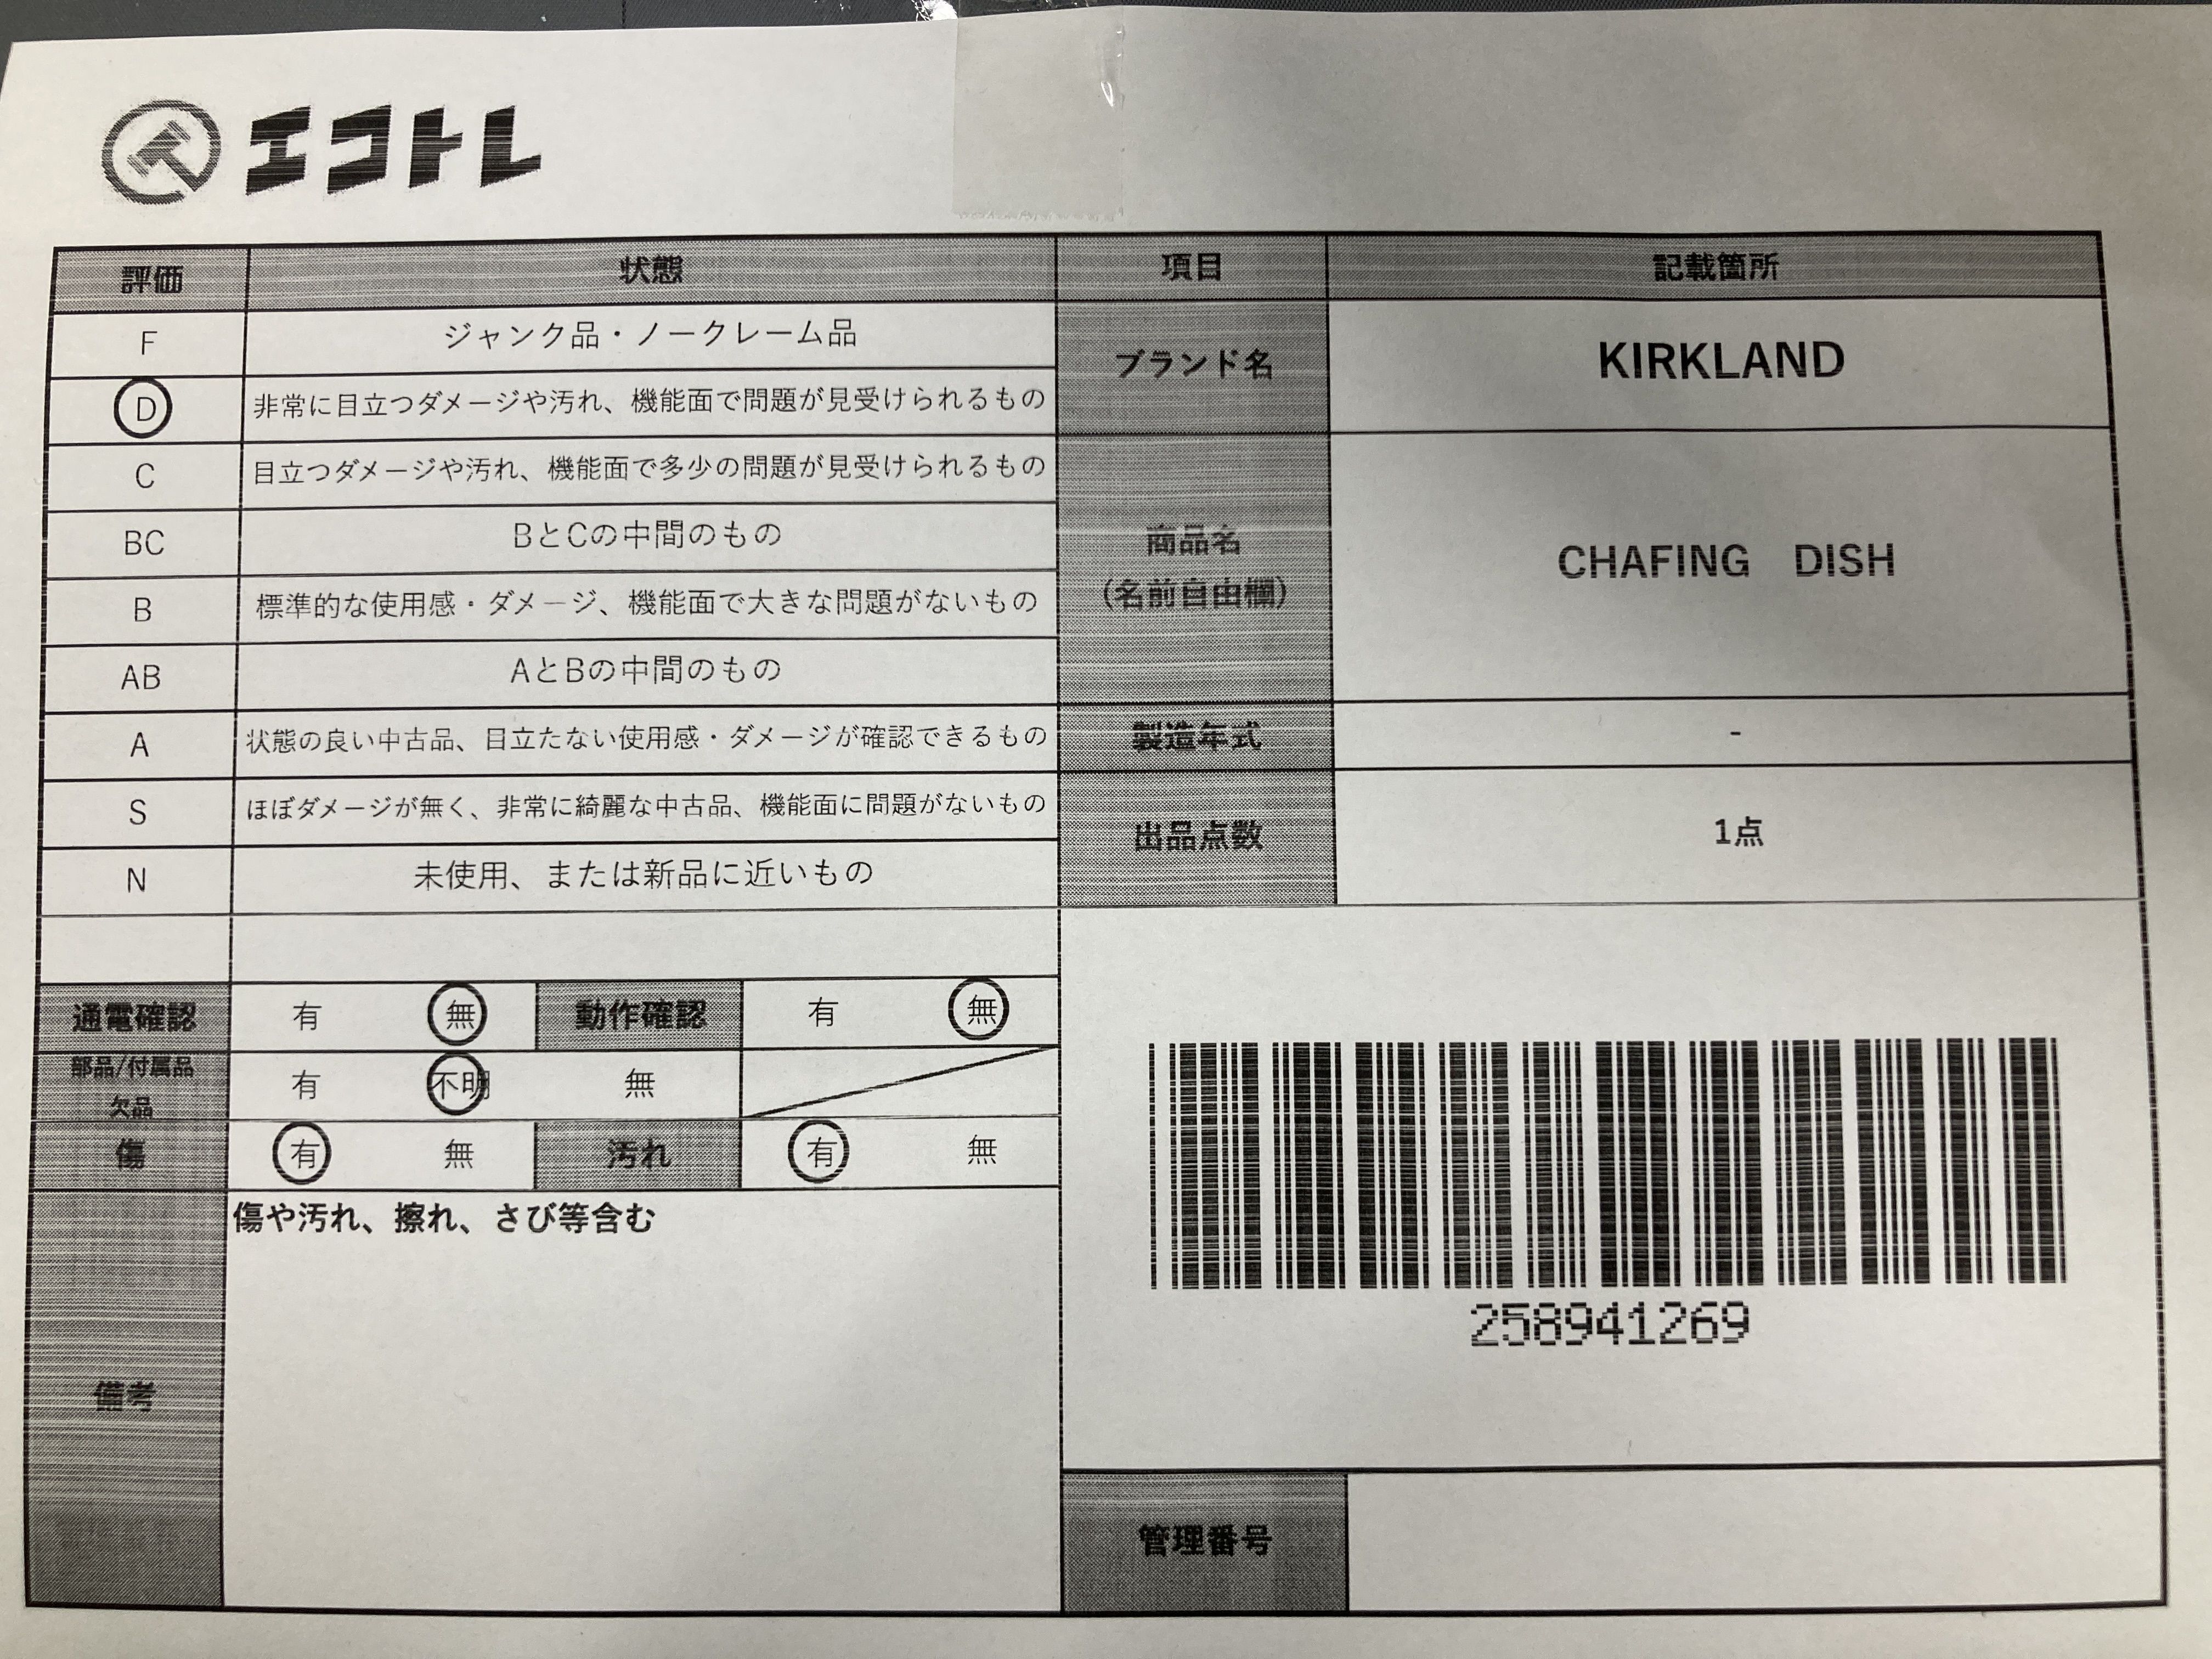 エコトレ
評価 状態 項目 記載箇所
F ジャンク品・ノークレーム品
D 非常に目立つダメージや汚れ、機能面で問題が見受けられるもの
C 目立つダメージや汚れ、機能面で多少の問題が見受けられるもの
BC BとCの中間のもの
B 標準的な使用感・ダメージ、機能面で大きな問題がないもの
AB AとBの中間のもの
A 状態の良い中古品、目立たない使用感・ダメージが確認できるもの
S ほぼダメージが無く、非常に綺麗な中古品、機能面に問題がないもの
N 未使用、または新品に近いもの
ブランド名 KIRKLAND
商品名
(名前自由欄)
CHAFING DISH
製造年式 -
出品点数 1点
通電確認 有 無 動作確認 有 無
部品/付属品
欠品
有 不明 無
傷 有 無 汚れ 有 無
備考
傷や汚れ、擦れ、さび等含む
258941269
管理番号